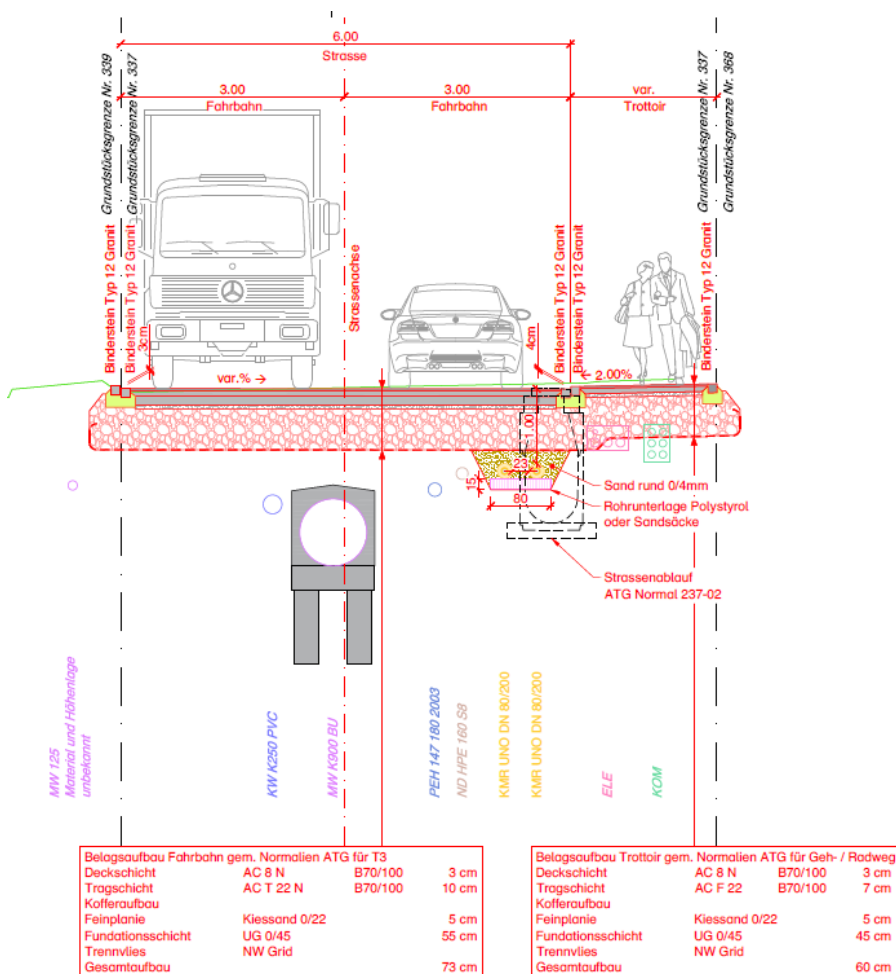 6.00
Strasse
3.00
Fahrbahn
3.00
Fahrbahn
var.
Trottoir
Grundstücksgrenze Nr. 339
Grundstücksgrenze Nr. 337
Grundstücksgrenze Nr. 337
Grundstücksgrenze Nr. 368
Binderstein Typ 12 Granit
Binderstein Typ 12 Granit
Strassenachse
Binderstein Typ 12 Granit
Binderstein Typ 12 Granit
Binderstein Typ 12 Granit
3cm
4cm
var.% →
← 2.00%
1.00
23
15
80
Sand rund 0/4mm
Rohrunterlage Polystyrol
oder Sandsäcke
Strassenablauf
ATG Normal 237-02
MW 125
Material und Höhenlage
unbekannt
KW K250 PVC
MW K900 BU
PEH 147 180 2003
ND HPE 160 S8
KMR UNO DN 80/200
KMR UNO DN 80/200
ELE
KOM
Belagsaufbau Fahrbahn gem. Normalien ATG für T3
Deckschicht AC 8 N B70/100 3 cm
Tragschicht AC T 22 N B70/100 10 cm
Kofferaufbau
Feinplanie Kiessand 0/22 5 cm
Fundationsschicht UG 0/45 55 cm
Trennvlies NW Grid
Gesamtaufbau 73 cm
Belagsaufbau Trottoir gem. Normalien ATG für Geh- / Radweg
Deckschicht AC 8 N B70/100 3 cm
Tragschicht AC F 22 B70/100 7 cm
Kofferaufbau
Feinplanie Kiessand 0/22 5 cm
Fundationsschicht UG 0/45 45 cm
Trennvlies NW Grid
Gesamtaufbau 60 cm